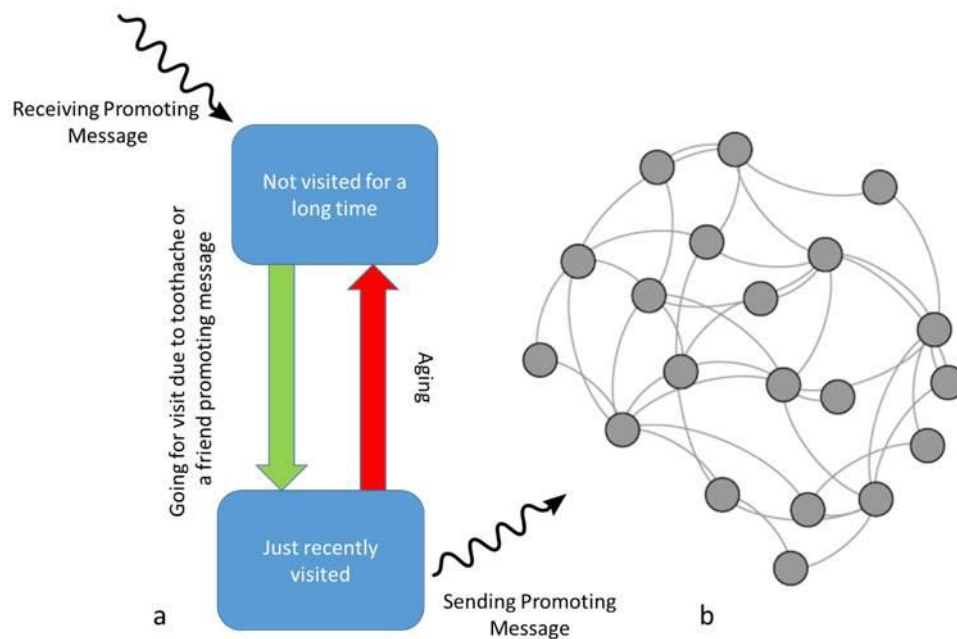 Receiving Promoting
Message
Not visited for a
long time
Going for visit due to toothache or
a friend promoting message
Aging
Just recently
visited
Sending Promoting
Message
a
b